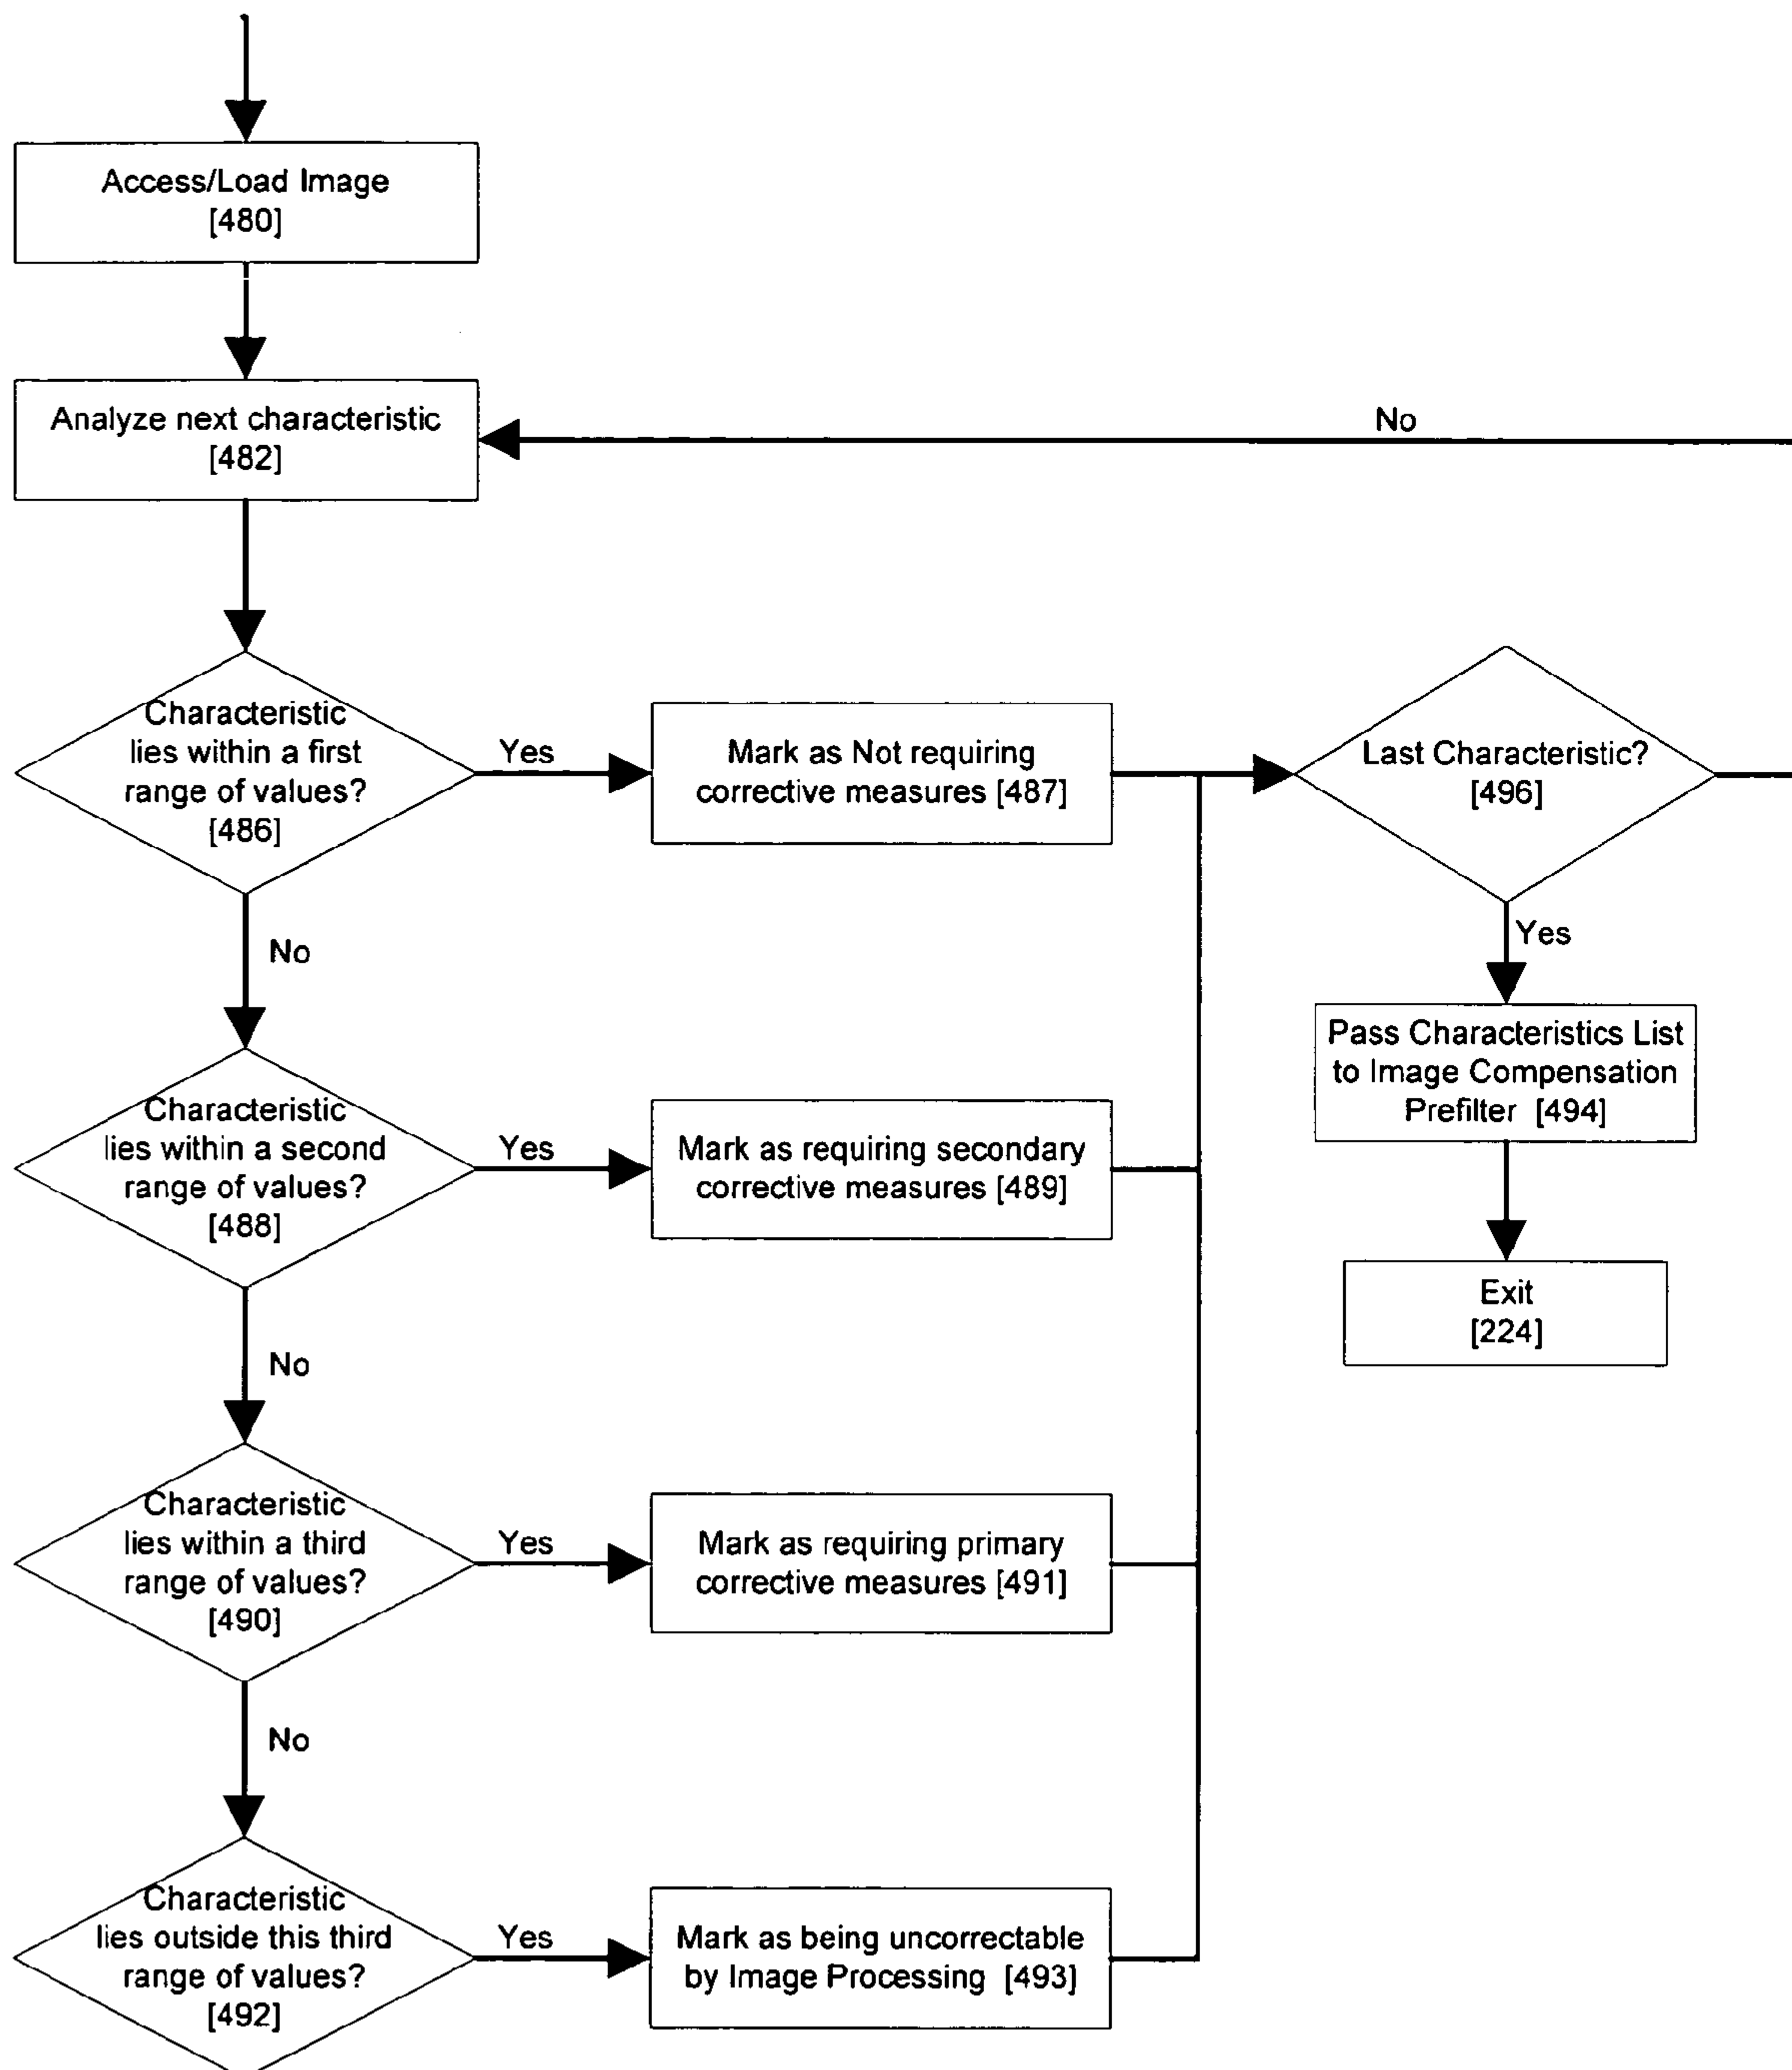 Access/Load Image
[480]
Analyze next characteristic
[482]
No
Characteristic
lies within a first
range of values?
[486]
Yes
Mark as Not requiring
corrective measures [487]
Last Characteristic?
[496]
No
Yes
Pass Characteristics List
to Image Compensation
Prefilter [494]
Exit
[224]
Characteristic
lies within a second
range of values?
[488]
Yes
Mark as requiring secondary
corrective measures [489]
No
Characteristic
lies within a third
range of values?
[490]
Yes
Mark as requiring primary
corrective measures [491]
No
Characteristic
lies outside this third
range of values?
[492]
Yes
Mark as being uncorrectable
by Image Processing [493]